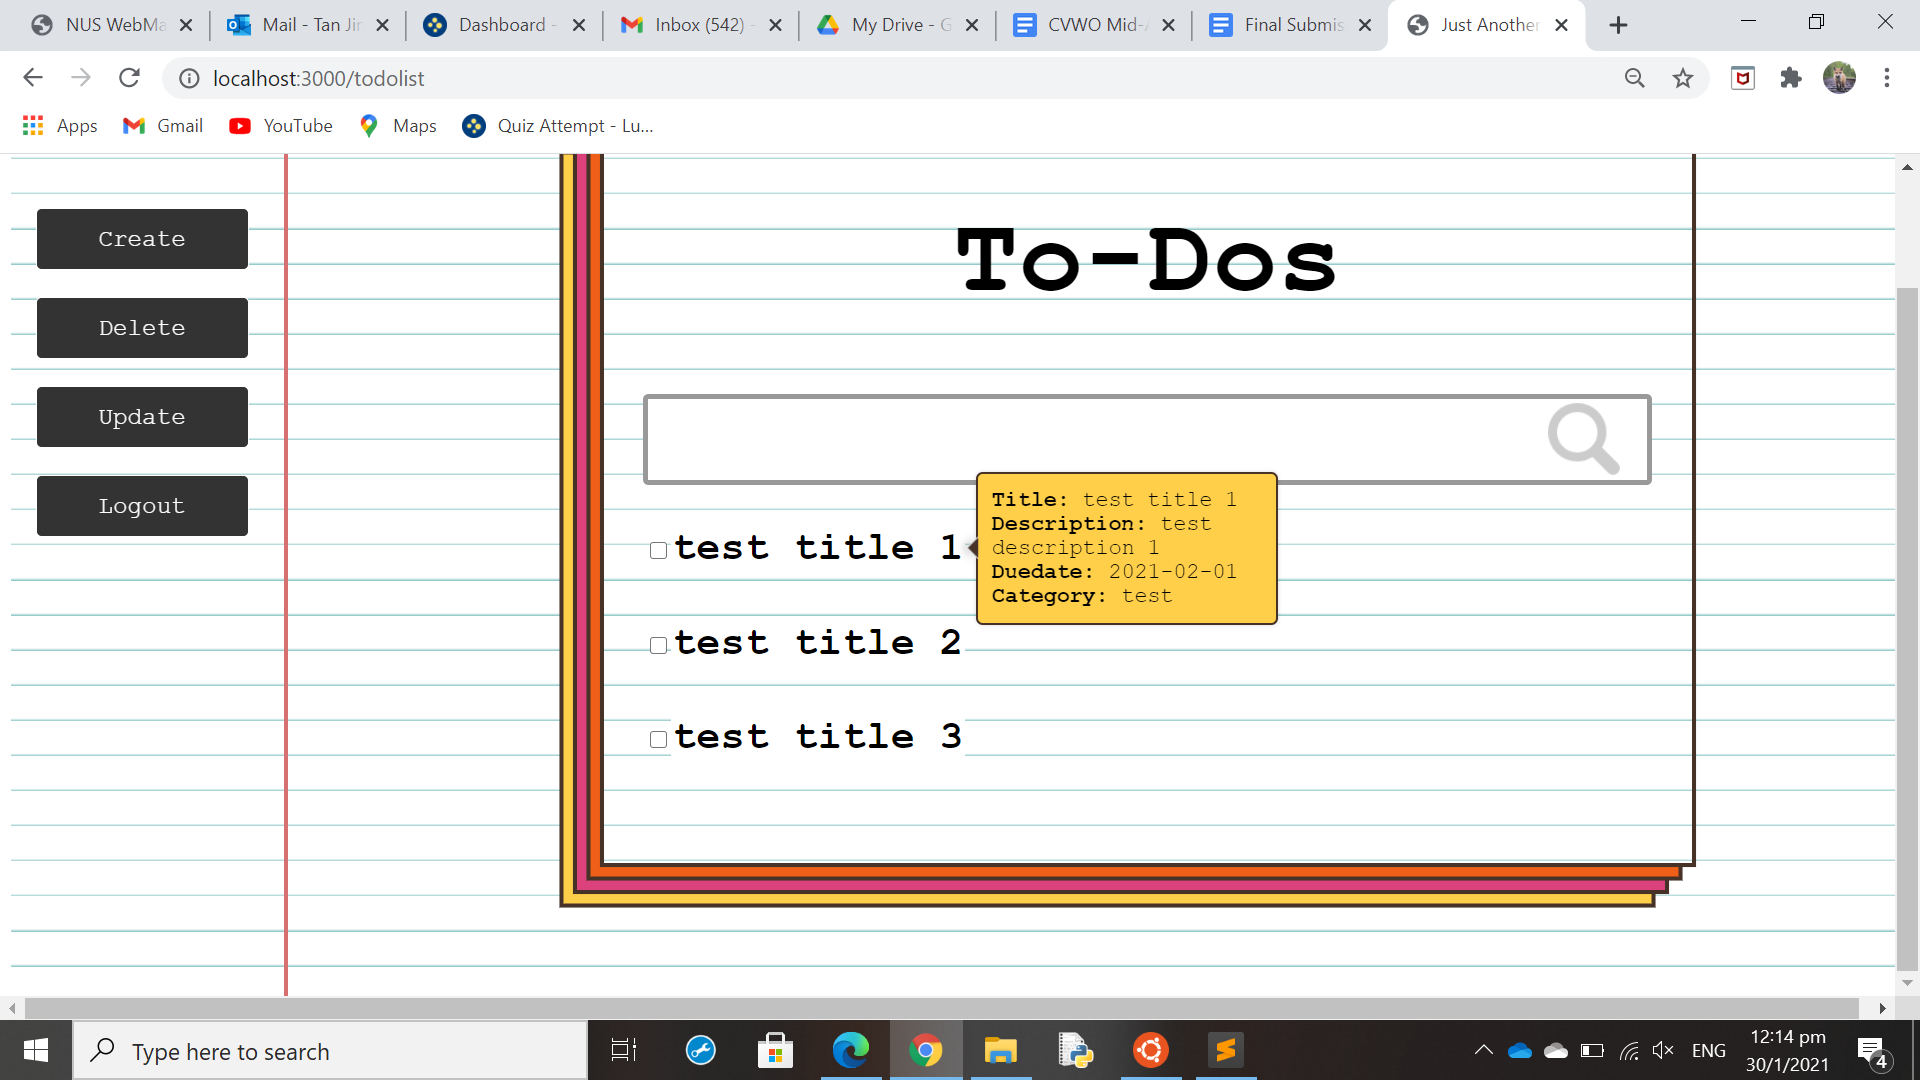 NUS WebMa
Mail - Tan Jir
Dashboard -
Inbox (542) -
My Drive - G
CVWO Mid-A
Final Submis
Just Another
localhost:3000/todolist
Apps
Gmail
YouTube
Maps
Quiz Attempt - Lu...
Create
Delete
Update
Logout
To-Dos
test title 1
Title: test title 1
Description: test
description 1
Duedate: 2021-02-01
Category: test
test title 2
test title 3
Type here to search
ENG
12:14 pm
30/1/2021
4